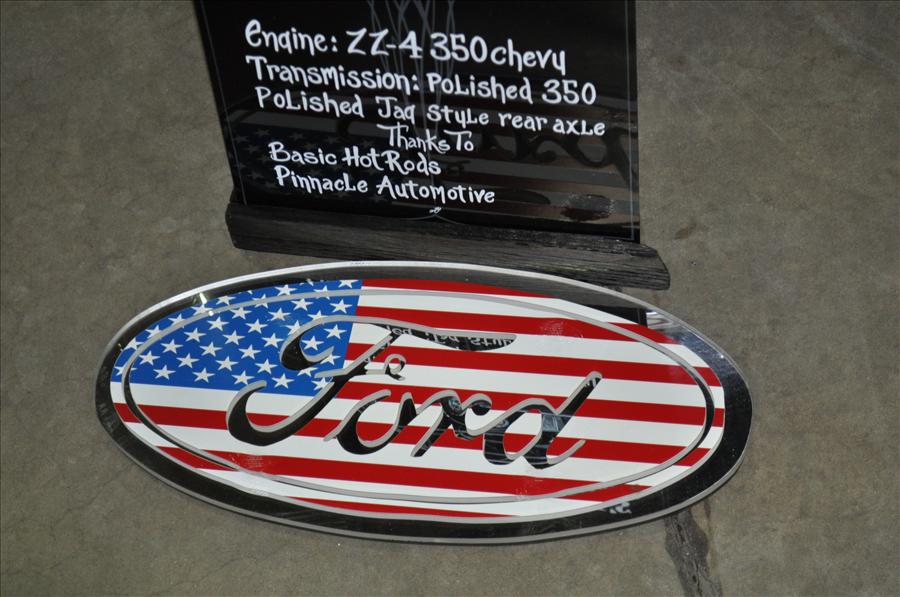 Engine: ZZ-4 350 chevy
Transmission: Polished 350
Polished Jag Style rear axle
Thanks To
Basic Hot Rods
Pinnacle Automotive
Ford